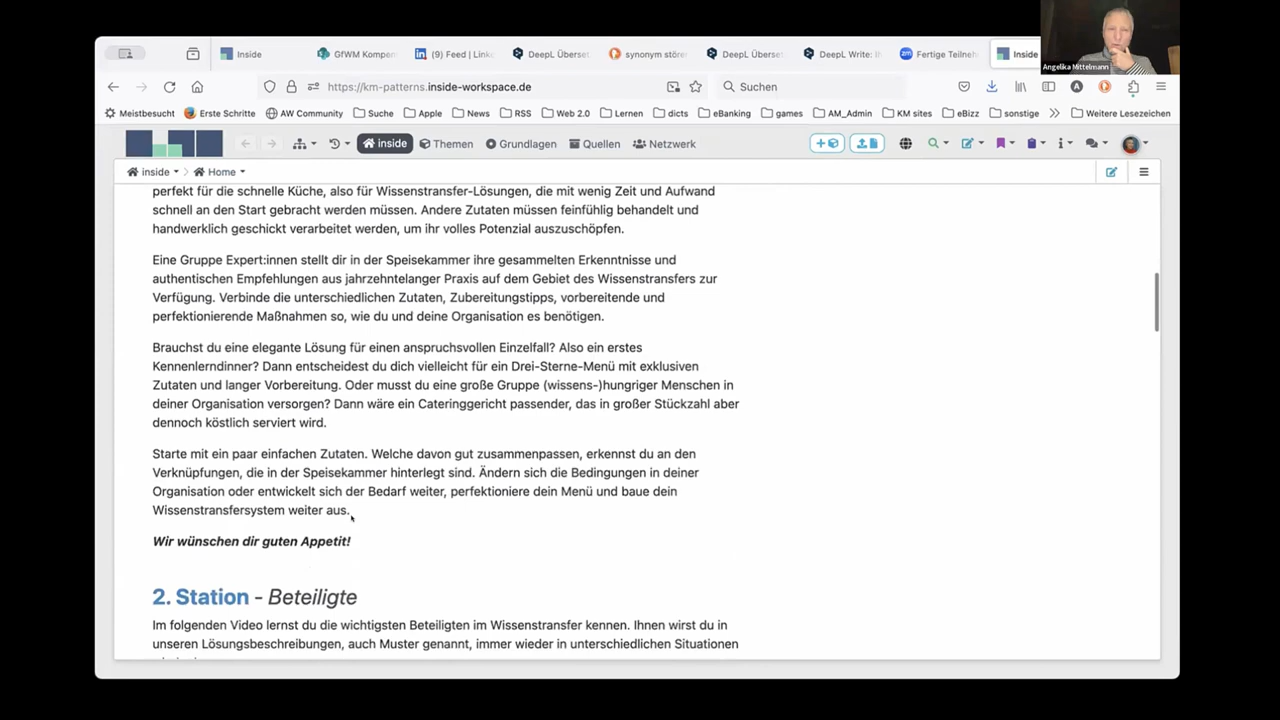 Angelika Mittelmann
Inside
GfWM Kompen
(9) Feed | Link
DeepL Überset
synonym störe
DeepL Überse
DeepL Write: I
Fertige Teilneh
Inside
https://km-patterns.inside-workspace.de
Suchen
Meistbesucht
Erste Schritte
AW Community
Suche
Apple
News
RSS
Web 2.0
Lernen
dicts
eBanking
games
AM_Admin
KM sites
eBizz
sonstige
Weitere Lesezeichen
inside
Themen
Grundlagen
Quellen
Netzwerk
inside
Home
perfekt für die schnelle Küche, also für Wissenstransfer-Lösungen, die mit wenig Zeit und Aufwand
schnell an den Start gebracht werden müssen. Andere Zutaten müssen feinfühlig behandelt und
handwerklich geschickt verarbeitet werden, um ihr volles Potenzial auszuschöpfen.
Eine Gruppe Expert:innen stellt dir in der Speisekammer ihre gesammelten Erkenntnisse und
authentischen Empfehlungen aus jahrzehntelanger Praxis auf dem Gebiet des Wissenstransfers zur
Verfügung. Verbinde die unterschiedlichen Zutaten, Zubereitungstipps, vorbereitende und
perfektionierende Maßnahmen so, wie du und deine Organisation es benötigen.
Brauchst du eine elegante Lösung für einen anspruchsvollen Einzelfall? Also ein erstes
Kennenlerndinner? Dann entscheidest du dich vielleicht für ein Drei-Sterne-Menü mit exklusiven
Zutaten und langer Vorbereitung. Oder musst du eine große Gruppe (wissens-)hungriger Menschen in
deiner Organisation versorgen? Dann wäre ein Cateringgericht passender, das in großer Stückzahl aber
dennoch köstlich serviert wird.
Starte mit ein paar einfachen Zutaten. Welche davon gut zusammenpassen, erkennst du an den
Verknüpfungen, die in der Speisekammer hinterlegt sind. Ändern sich die Bedingungen in deiner
Organisation oder entwickelt sich der Bedarf weiter, perfektioniere dein Menü und baue dein
Wissenstransfersystem weiter aus.
Wir wünschen dir guten Appetit!
2. Station - Beteiligte
Im folgenden Video lernst du die wichtigsten Beteiligten im Wissenstransfer kennen. Ihnen wirst du in
unseren Lösungsbeschreibungen, auch Muster genannt, immer wieder in unterschiedlichen Situationen